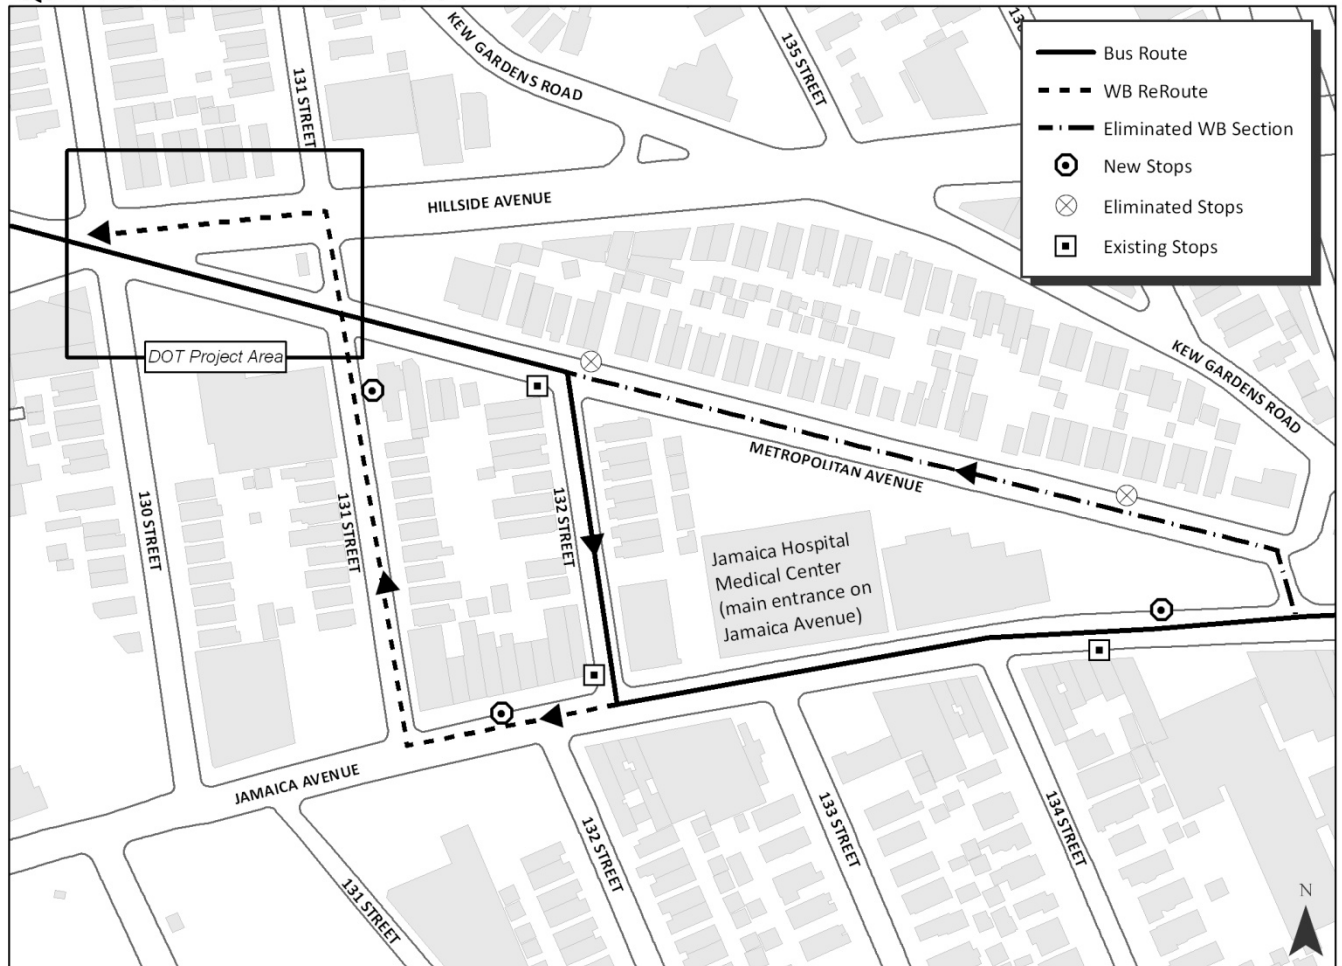 KEW GARDENS ROAD
135 STREET
131 STREET
Bus Route
WB ReRoute
Eliminated WB Section
New Stops
Eliminated Stops
Existing Stops
HILLSIDE AVENUE
DOT Project Area
KEW GARDENS ROAD
METROPOLITAN AVENUE
130 STREET
131 STREET
132 STREET
Jamaica Hospital
Medical Center
(main entrance on
Jamaica Avenue)
JAMAICA AVENUE
131 STREET
132 STREET
133 STREET
134 STREET
N